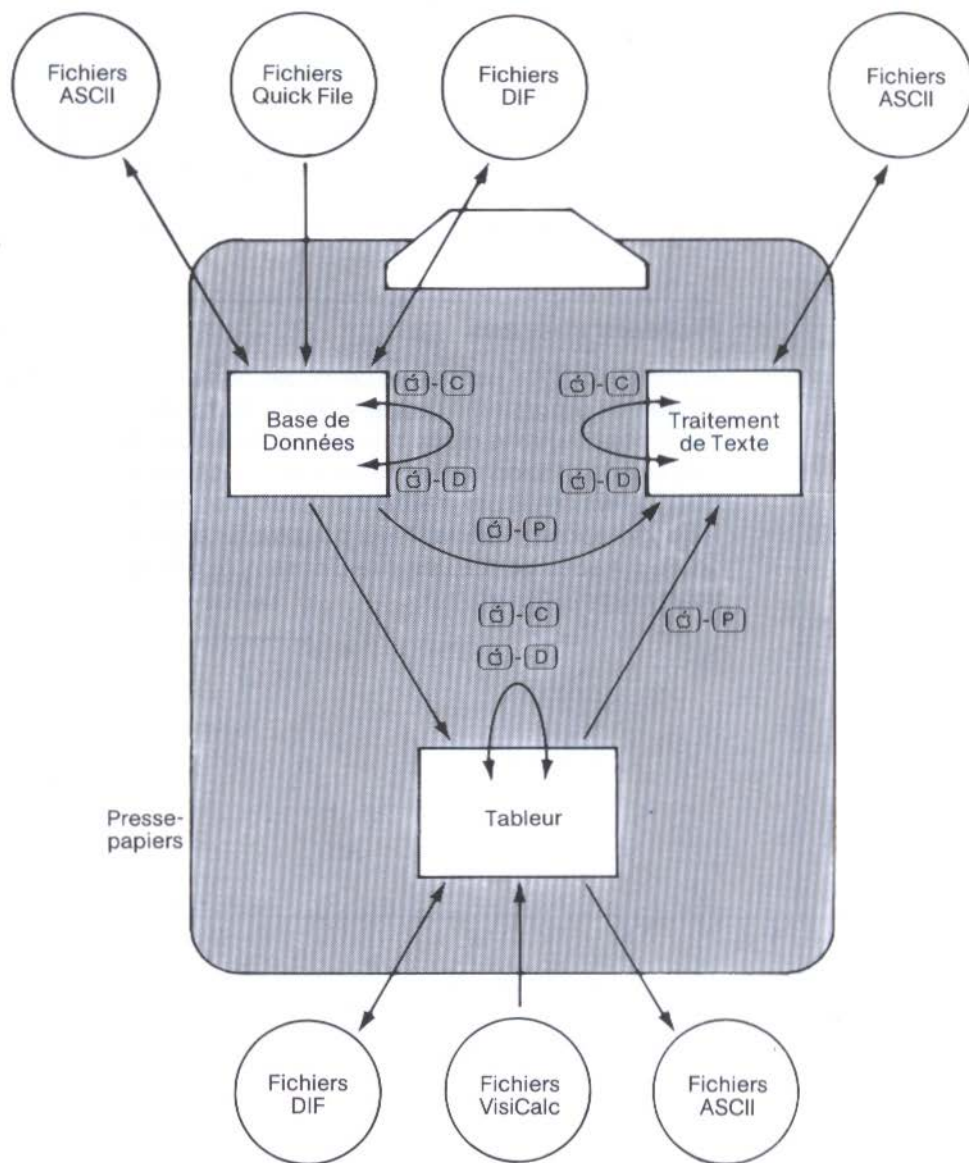 Fichiers
ASCII
Fichiers
Quick File
Fichiers
DIF
Fichiers
ASCII
Base de
Données
-C
-D
-C
-D
Traitement
de Texte
-P
-C
-D
-P
Presse-
papiers
Tableur
Fichiers
DIF
Fichiers
VisiCalc
Fichiers
ASCII